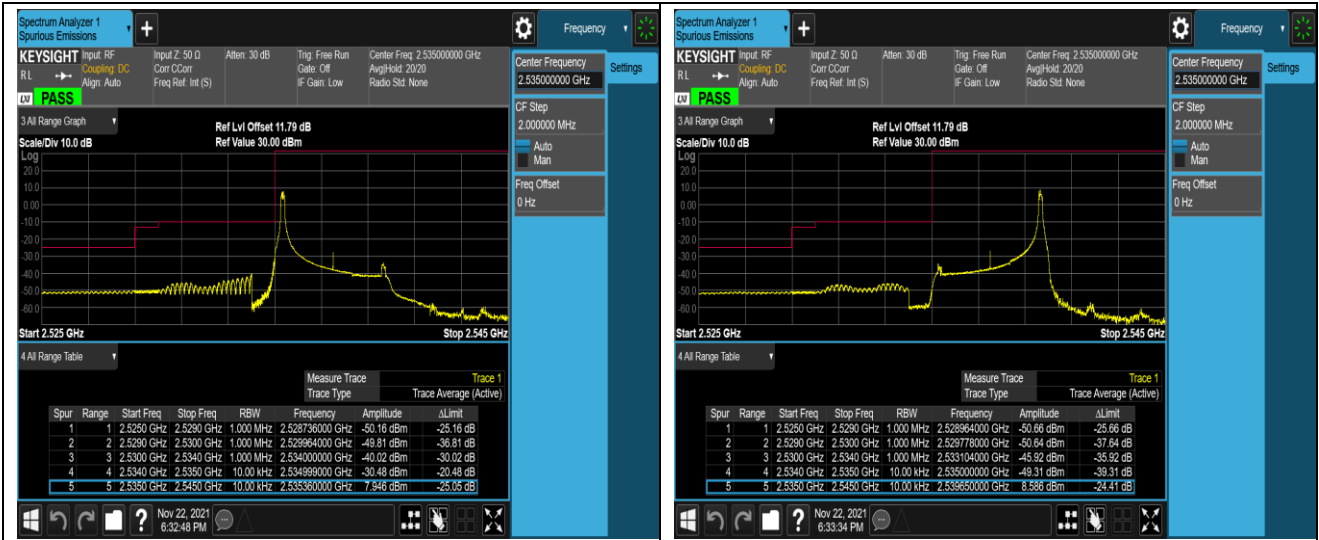 Spectrum Analyzer 1
Spurious Emissions
Frequency
KEYSIGHT Input: RF Input Z: 50 Ω Atten: 30 dB Trig: Free Run Center Freq: 2.535000000 GHz
Coupling: DC Corr CCorr Gate: Off Avg|Hold: 20/20
R L Align: Auto Freq Ref: Int (S) IF Gain: Low Radio Std: None
LXI PASS
3 All Range Graph
Ref Lvl Offset 11.79 dB
Scale/Div 10.0 dB Ref Value 30.00 dBm
Log
20.0
10.0
0.00
-10.0
-20.0
-30.0
-40.0
-50.0
-60.0
Start 2.525 GHz Stop 2.545 GHz
4 All Range Table
Measure Trace Trace 1
Trace Type Trace Average (Active)
Spur Range Start Freq Stop Freq RBW Frequency Amplitude ΔLimit
1 1 2.5250 GHz 2.5290 GHz 1.000 MHz 2.528736000 GHz -50.16 dBm -25.16 dB
2 2 2.5290 GHz 2.5300 GHz 1.000 MHz 2.529964000 GHz -49.81 dBm -36.81 dB
3 3 2.5300 GHz 2.5340 GHz 1.000 MHz 2.534000000 GHz -40.02 dBm -30.02 dB
4 4 2.5340 GHz 2.5350 GHz 10.00 kHz 2.534999000 GHz -30.48 dBm -20.48 dB
5 5 2.5350 GHz 2.5450 GHz 10.00 kHz 2.535360000 GHz 7.946 dBm -25.05 dB
Nov 22, 2021
6:32:48 PM
Center Frequency
2.535000000 GHz
Settings
CF Step
2.000000 MHz
Auto
Man
Freq Offset
0 Hz
Spectrum Analyzer 1
Spurious Emissions
Frequency
KEYSIGHT Input: RF Input Z: 50 Ω Atten: 30 dB Trig: Free Run Center Freq: 2.535000000 GHz
Coupling: DC Corr CCorr Gate: Off Avg|Hold: 20/20
R L Align: Auto Freq Ref: Int (S) IF Gain: Low Radio Std: None
LXI PASS
3 All Range Graph
Ref Lvl Offset 11.79 dB
Scale/Div 10.0 dB Ref Value 30.00 dBm
Log
20.0
10.0
0.00
-10.0
-20.0
-30.0
-40.0
-50.0
-60.0
Start 2.525 GHz Stop 2.545 GHz
4 All Range Table
Measure Trace Trace 1
Trace Type Trace Average (Active)
Spur Range Start Freq Stop Freq RBW Frequency Amplitude ΔLimit
1 1 2.5250 GHz 2.5290 GHz 1.000 MHz 2.528964000 GHz -50.66 dBm -25.66 dB
2 2 2.5290 GHz 2.5300 GHz 1.000 MHz 2.529778000 GHz -50.64 dBm -37.64 dB
3 3 2.5300 GHz 2.5340 GHz 1.000 MHz 2.533104000 GHz -45.92 dBm -35.92 dB
4 4 2.5340 GHz 2.5350 GHz 10.00 kHz 2.535000000 GHz -49.31 dBm -39.31 dB
5 5 2.5350 GHz 2.5450 GHz 10.00 kHz 2.539650000 GHz 8.586 dBm -24.41 dB
Nov 22, 2021
6:33:34 PM
Center Frequency
2.535000000 GHz
Settings
CF Step
2.000000 MHz
Auto
Man
Freq Offset
0 Hz